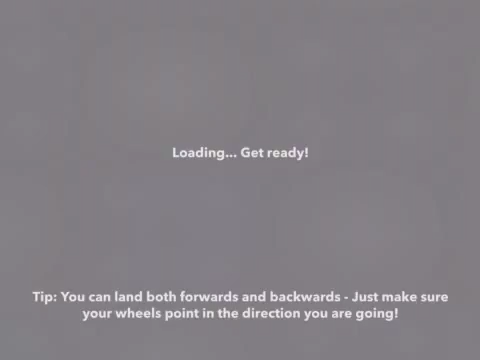 Loading... Get ready!
Tip: You can land both forwards and backwards - Just make sure
your wheels point in the direction you are going!